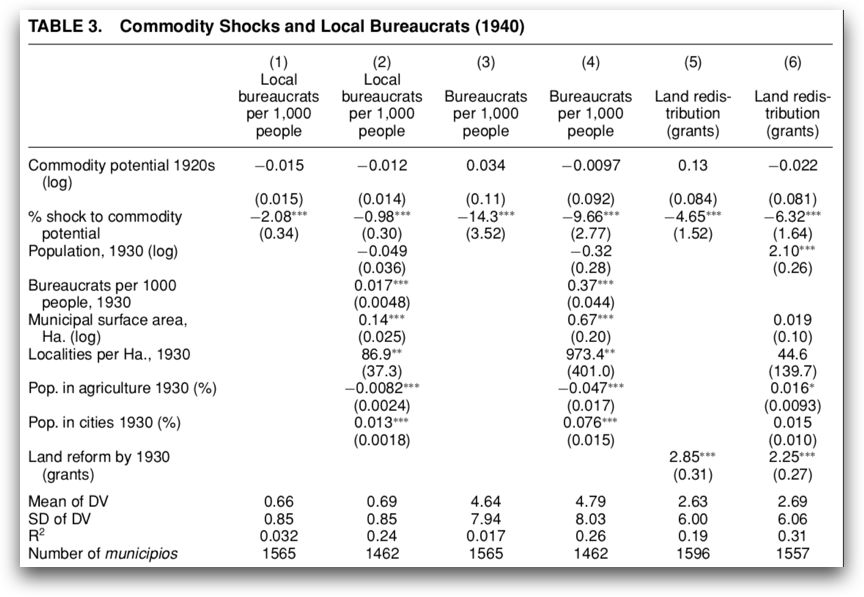 TABLE 3. Commodity Shocks and Local Bureaucrats (1940)
(1) (2) (3) (4) (5) (6)
Local Local
bureaucrats bureaucrats Bureaucrats Bureaucrats Land redis- Land redis-
per 1,000 per 1,000 per 1,000 per 1,000 tribution tribution
people people people people (grants) (grants)
Commodity potential 1920s −0.015 −0.012 0.034 −0.0097 0.13 −0.022
(log)
(0.015) (0.014) (0.11) (0.092) (0.084) (0.081)
% shock to commodity −2.08*** −0.98*** −14.3*** −9.66*** −4.65*** −6.32***
potential (0.34) (0.30) (3.52) (2.77) (1.52) (1.64)
Population, 1930 (log) −0.049 −0.32 2.10***
(0.036) (0.28) (0.26)
Bureaucrats per 1000 0.017*** 0.37***
people, 1930 (0.0048) (0.044)
Municipal surface area, 0.14*** 0.67*** 0.019
Ha. (log) (0.025) (0.20) (0.10)
Localities per Ha., 1930 86.9** 973.4** 44.6
(37.3) (401.0) (139.7)
Pop. in agriculture 1930 (%) −0.0082*** −0.047*** 0.016*
(0.0024) (0.017) (0.0093)
Pop. in cities 1930 (%) 0.013*** 0.076*** 0.015
(0.0018) (0.015) (0.010)
Land reform by 1930 2.85*** 2.25***
(grants) (0.31) (0.27)
Mean of DV 0.66 0.69 4.64 4.79 2.63 2.69
SD of DV 0.85 0.85 7.94 8.03 6.00 6.06
R² 0.032 0.24 0.017 0.26 0.19 0.31
Number of municipios 1565 1462 1565 1462 1596 1557